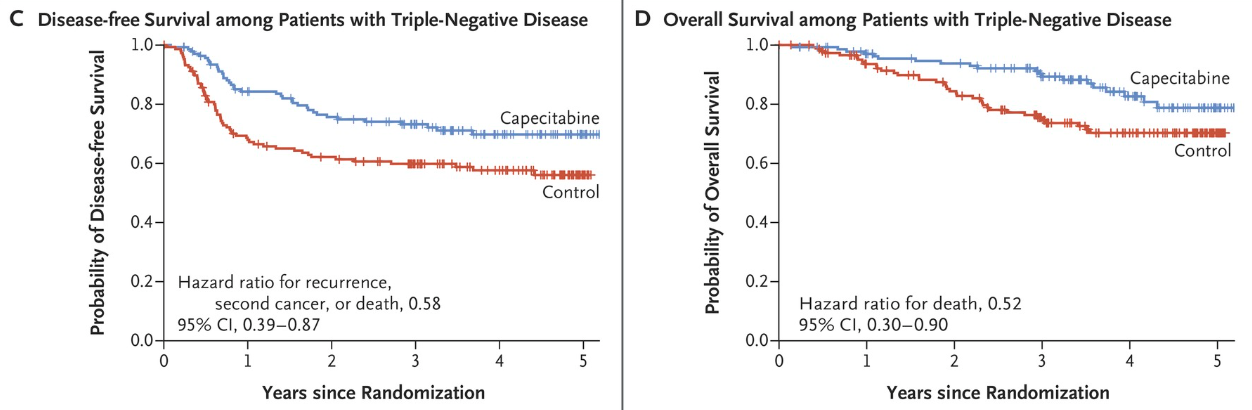 C Disease-free Survival among Patients with Triple-Negative Disease
Probability of Disease-free Survival
1.0
0.8
0.6
0.4
0.2
0.0
Capecitabine
Control
Hazard ratio for recurrence,
second cancer, or death, 0.58
95% CI, 0.39–0.87
0 1 2 3 4 5
Years since Randomization
D Overall Survival among Patients with Triple-Negative Disease
Probability of Overall Survival
1.0
0.8
0.6
0.4
0.2
0.0
Capecitabine
Control
Hazard ratio for death, 0.52
95% CI, 0.30–0.90
0 1 2 3 4 5
Years since Randomization